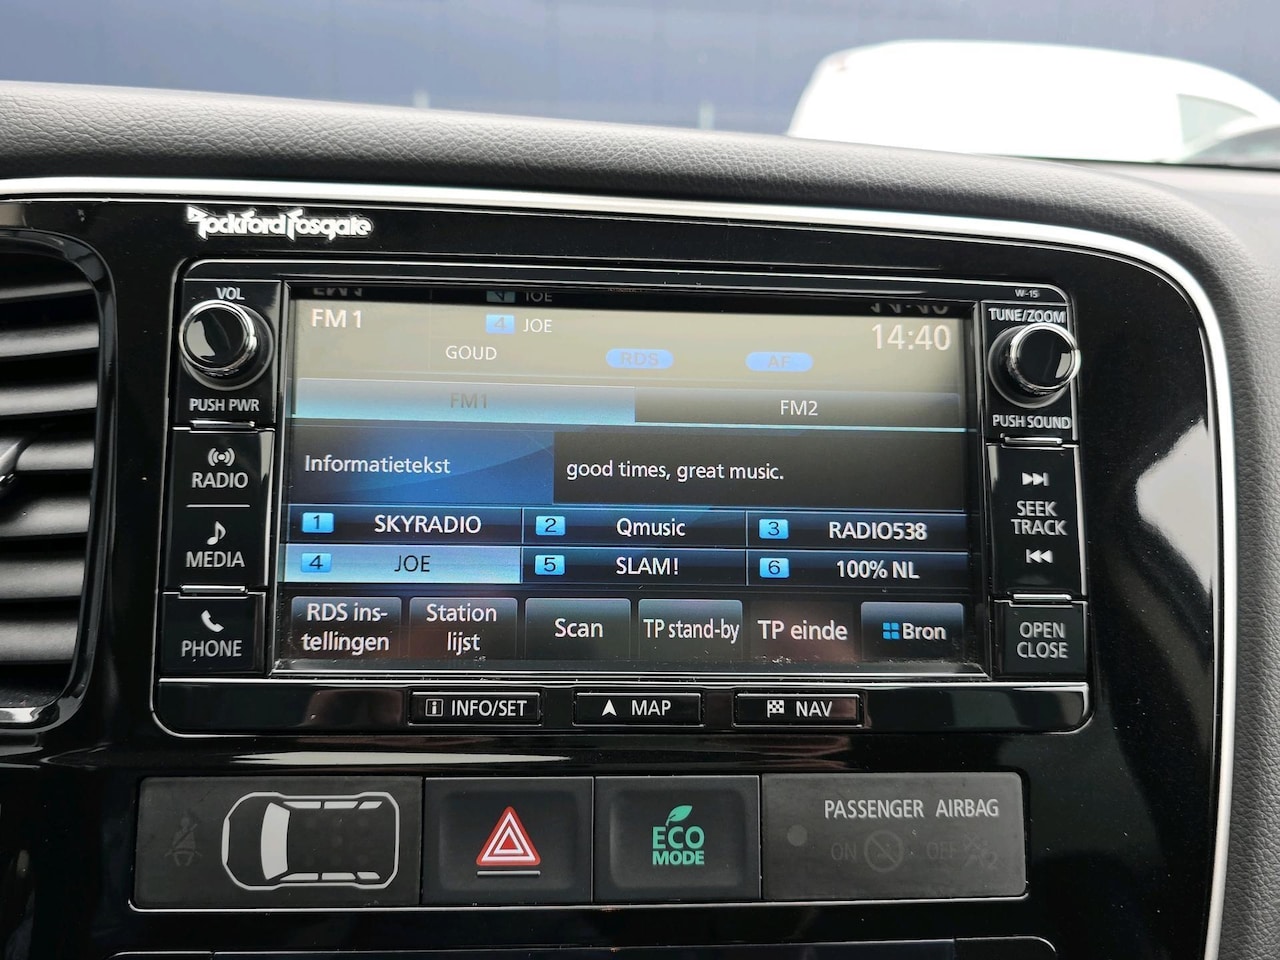 Rockford Fosgate
VOL
PUSH PWR
RADIO
MEDIA
PHONE
W-15
TUNE/ZOOM
PUSH SOUND
SEEK
TRACK
OPEN
CLOSE
FM1 4 JOE 14:40
GOUD RDS AF
FM1 FM2
Informatietekst good times, great music.
1 SKYRADIO 2 Qmusic 3 RADIO538
4 JOE 5 SLAM! 6 100% NL
RDS ins-
tellingen
Station
lijst
Scan
TP stand-by
TP einde
Bron
i INFO/SET MAP NAV
ECO
MODE
PASSENGER AIRBAG
ON OFF